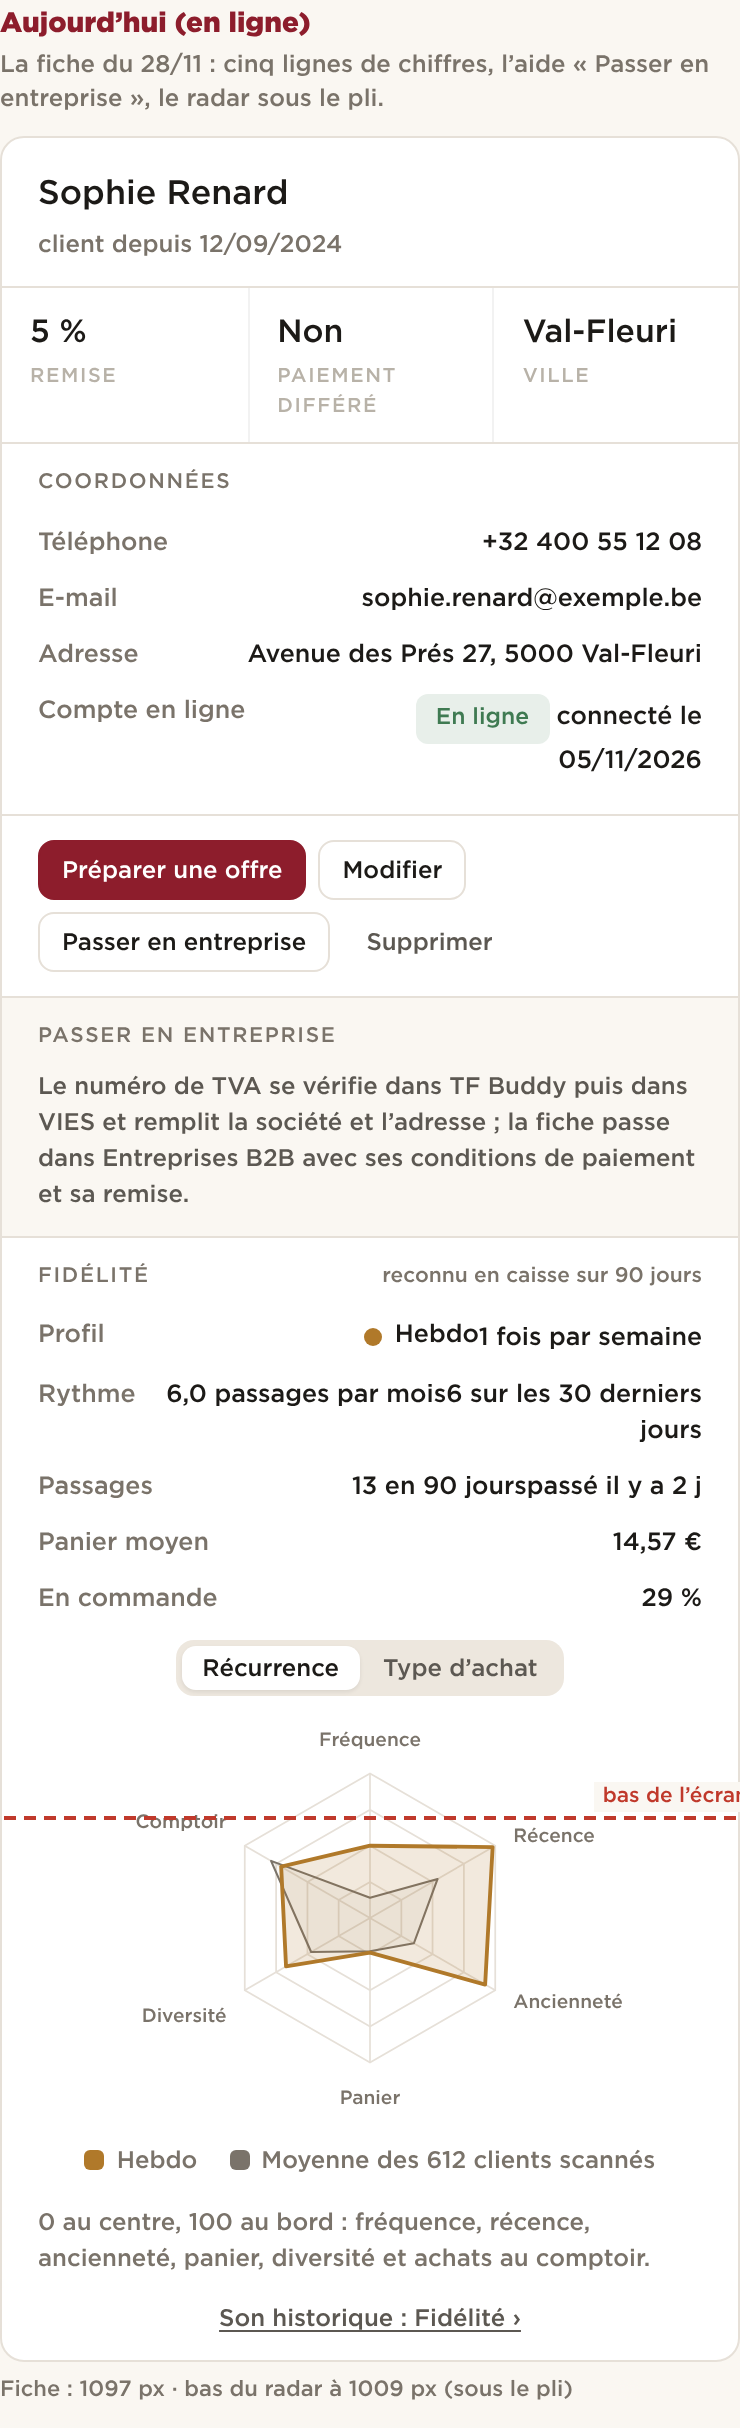 Aujourd’hui (en ligne)
La fiche du 28/11 : cinq lignes de chiffres, l’aide « Passer en
entreprise », le radar sous le pli.
Sophie Renard
client depuis 12/09/2024
5 %
REMISE
Non
PAIEMENT
DIFFÉRÉ
Val-Fleuri
VILLE
COORDONNÉES
Téléphone +32 400 55 12 08
E-mail sophie.renard@exemple.be
Adresse Avenue des Prés 27, 5000 Val-Fleuri
Compte en ligne En ligne connecté le
05/11/2026
Préparer une offre Modifier
Passer en entreprise Supprimer
PASSER EN ENTREPRISE
Le numéro de TVA se vérifie dans TF Buddy puis dans
VIES et remplit la société et l’adresse ; la fiche passe
dans Entreprises B2B avec ses conditions de paiement
et sa remise.
FIDÉLITÉ reconnu en caisse sur 90 jours
Profil Hebdo1 fois par semaine
Rythme 6,0 passages par mois6 sur les 30 derniers
jours
Passages 13 en 90 jourspassé il y a 2 j
Panier moyen 14,57 €
En commande 29 %
Récurrence Type d’achat
Fréquence
bas de l’écra
Comptoir
Récence
Ancienneté
Diversité
Panier
Hebdo Moyenne des 612 clients scannés
0 au centre, 100 au bord : fréquence, récence,
ancienneté, panier, diversité et achats au comptoir.
Son historique : Fidélité ›
Fiche : 1097 px · bas du radar à 1009 px (sous le pli)